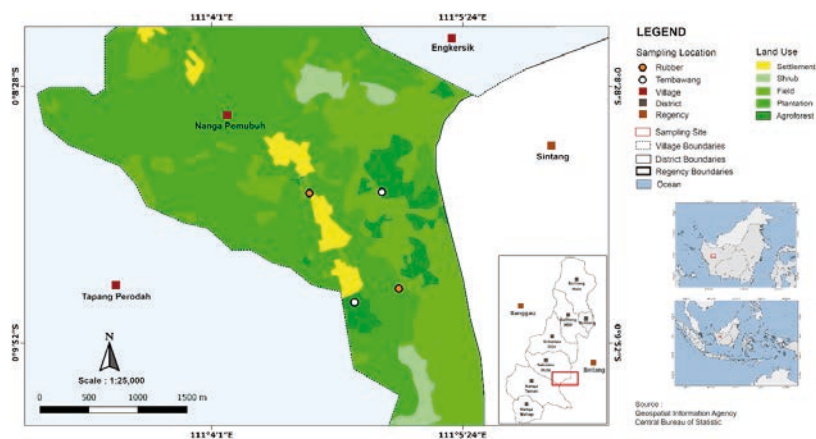 111°4'1"E
111°5'24"E
Engkersik
0°8'28"S
0°8'28"S
Nanga Pemubuh
Sintang
Tapang Perodah
N
Scale : 1:25,000
0 500 1000 1500 m
0°9'52"S
0°9'52"S
111°4'1"E
111°5'24"E
Sanggau
Sintang
LEGEND
Sampling Location
Rubber
Tembawang
Village
District
Regency
Sampling Site
Village Boundaries
District Boundaries
Regency Boundaries
Ocean
Land Use
Settlement
Shrub
Field
Plantation
Agroforest
Source :
Geospatial Information Agency
Central Bureau of Statistic